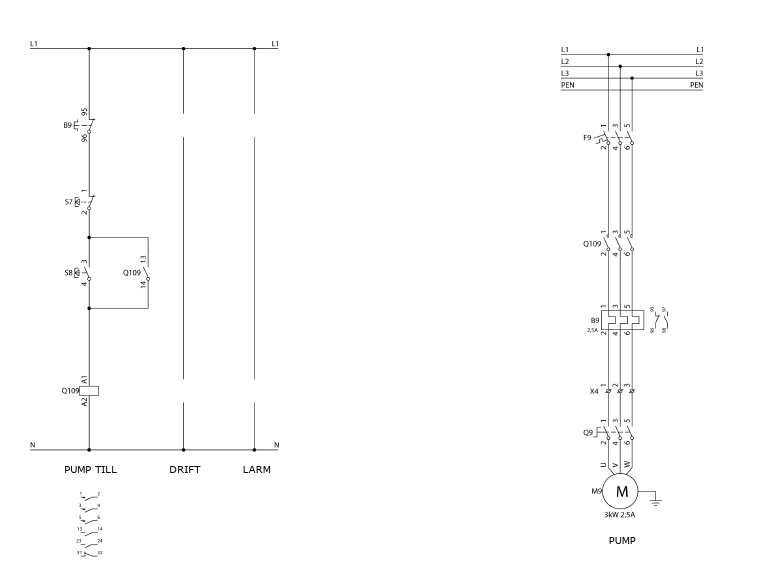 L1 L1
95
B9
96
1
S7
2
3 13
S8 Q109
4 14
A1
Q109
A2
N N
PUMP TILL DRIFT LARM
1 2
3 4
5 6
13 14
23 24
31 32
L1 L1
L2 L2
L3 L3
PEN PEN
1 3 5
F9
2 4 6
1 3 5
Q109
2 4 6
1 3 5 95 97
B9
2,5A
2 4 6 96 98
1 2 3
X4
1 3 5
Q9
2 4 6
U V W
M9 M
3kW 2,5A
PUMP